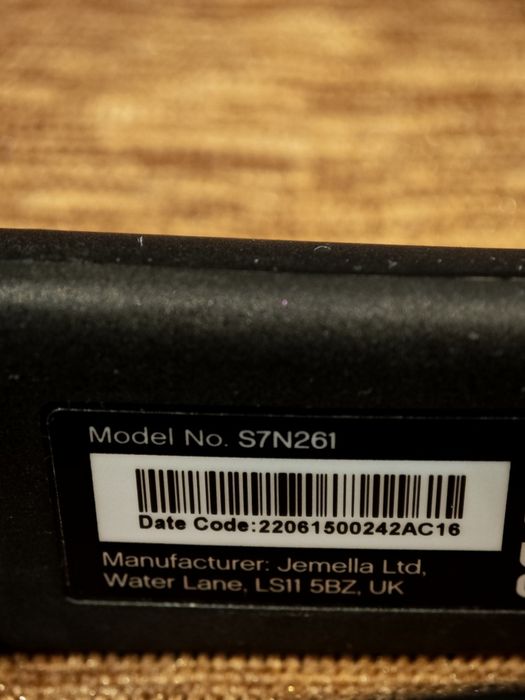 Model No. S7N261
Date Code:22061500242AC16
Manufacturer: Jemella Ltd,
Water Lane, LS11 5BZ, UK